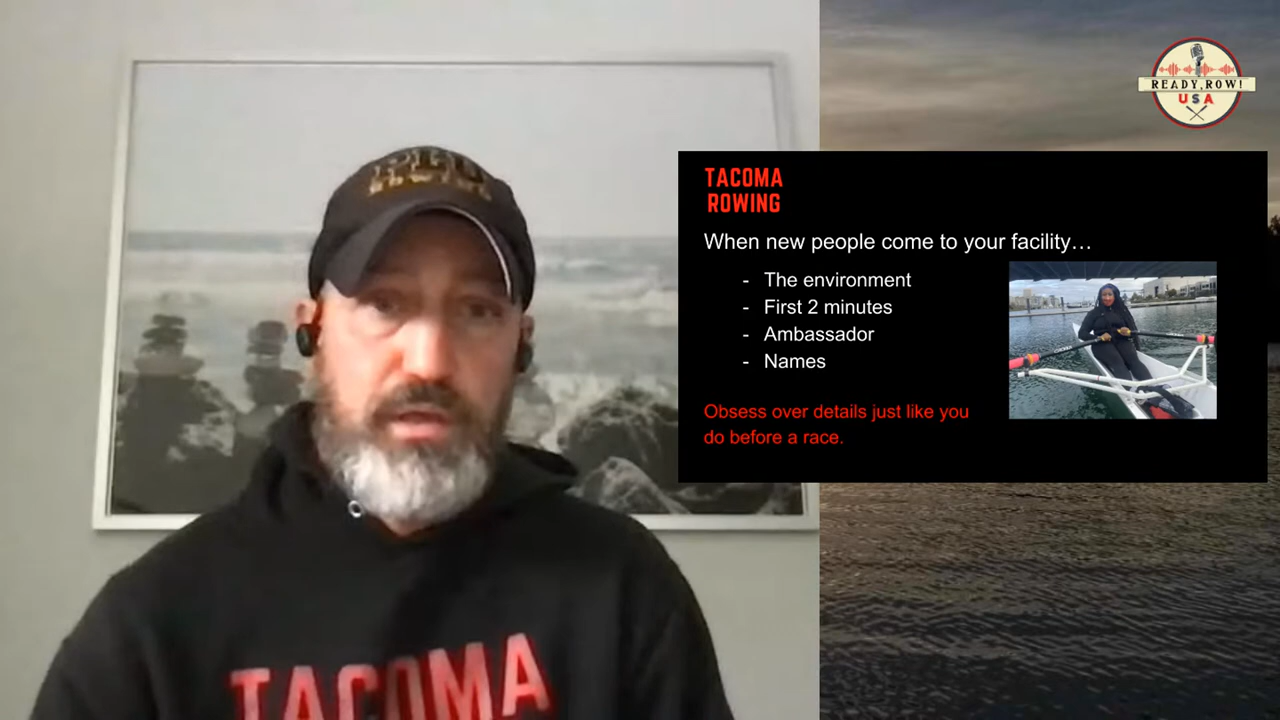 ROWING
TACOMA
READY, ROW!
USA
TACOMA
ROWING
When new people come to your facility…
- The environment
- First 2 minutes
- Ambassador
- Names
Obsess over details just like you
do before a race.